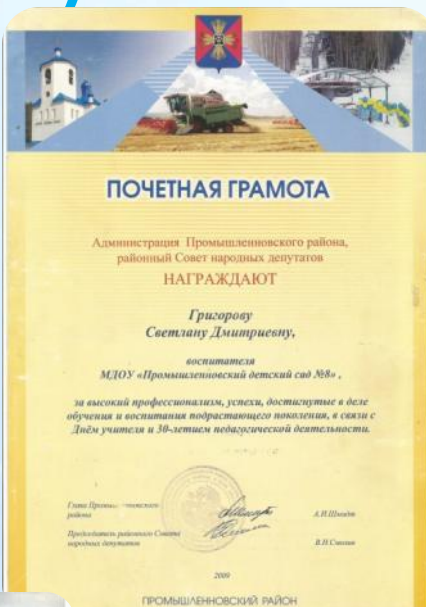 ПОЧЕТНАЯ ГРАМОТА
Администрация Промышленновского района,
районный Совет народных депутатов
НАГРАЖДАЮТ
Григорову
Светлану Дмитриевну,
воспитателя
МДОУ «Промышленновский детский сад №8» ,
за высокий профессионализм, успехи, достигнутые в деле
обучения и воспитания подрастающего поколения, в связи с
Днём учителя и 30-летием педагогической деятельности.
Глава Промышленновского
района
А.И.Шмидт
Председатель районного Совета
народных депутатов
В.Н.
2009
ПРОМЫШЛЕННОВСКИЙ РАЙОН